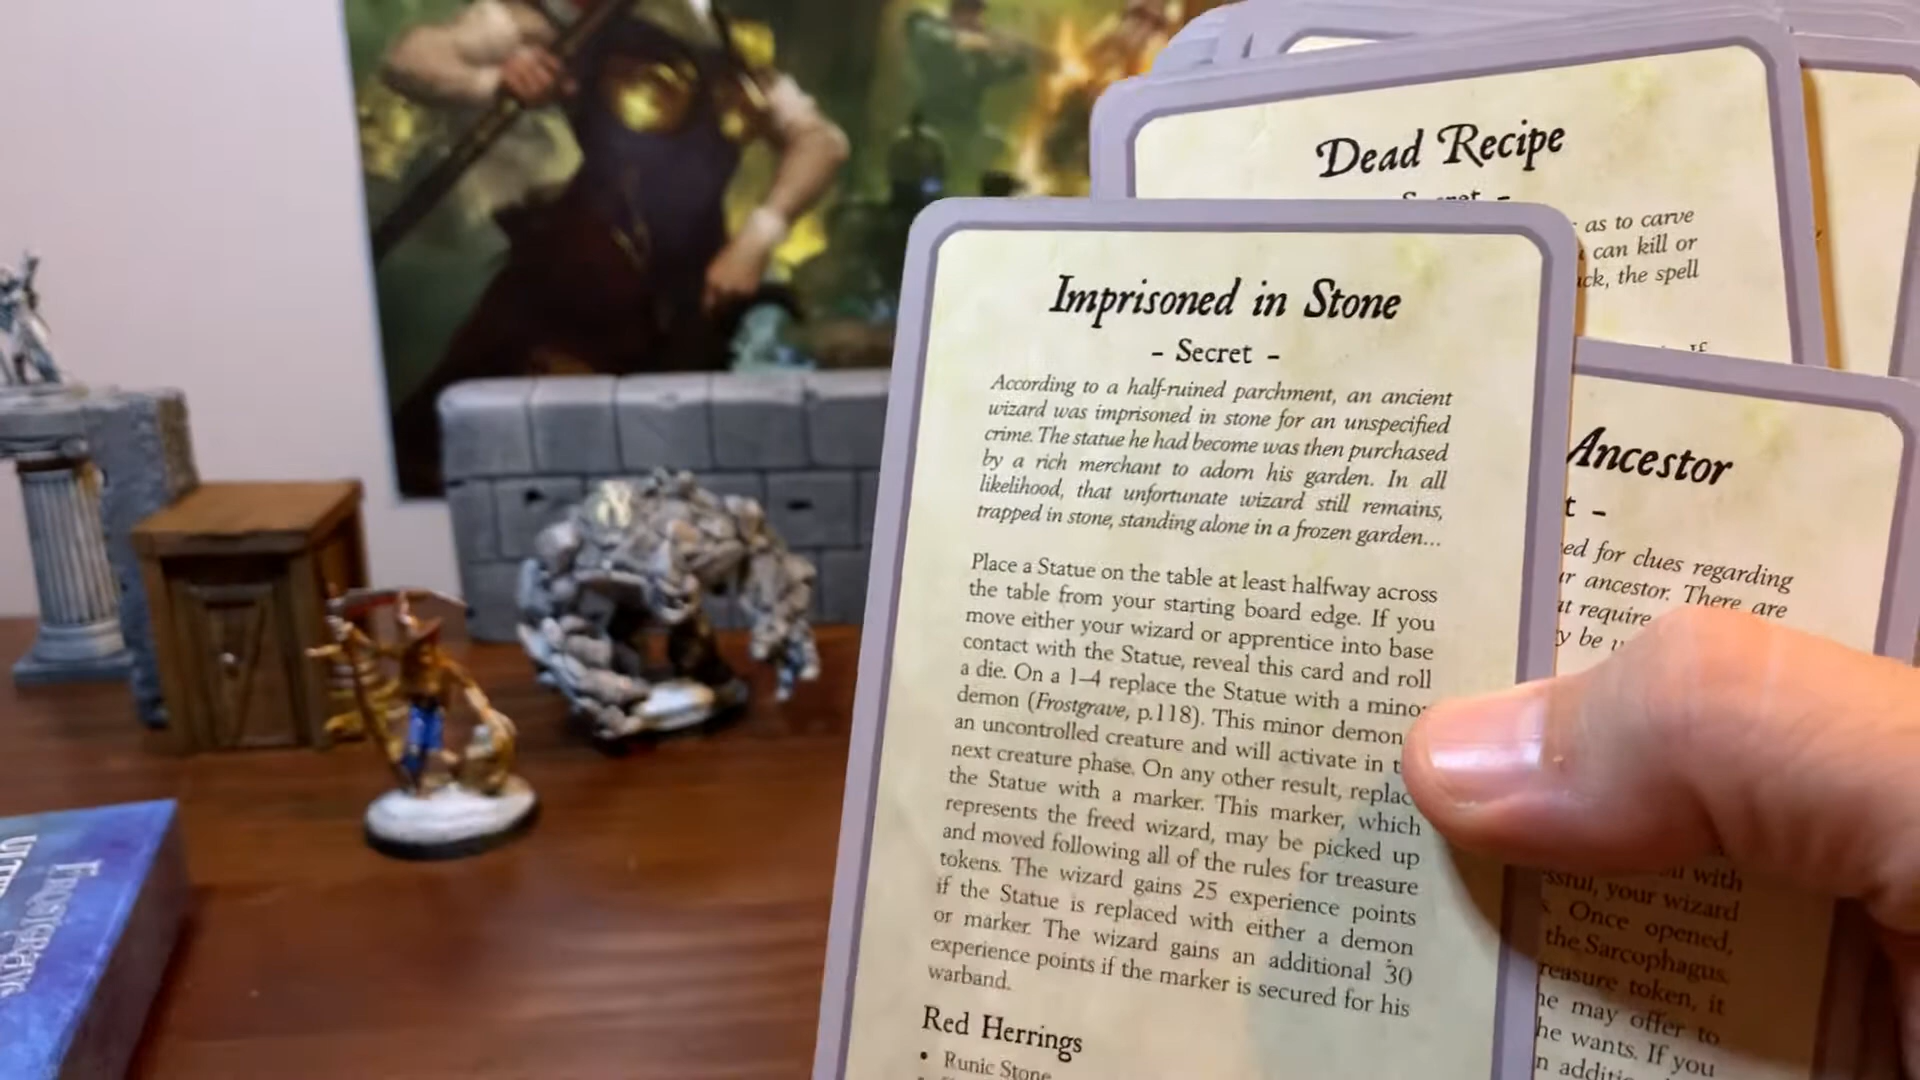 Dead Recipe
as to carve
can kill or
the spell
Imprisoned in Stone
- Secret -
According to a half-ruined parchment, an ancient
wizard was imprisoned in stone for an unspecified
crime. The statue he had become was then purchased
by a rich merchant to adorn his garden. In all
likelihood, that unfortunate wizard still remains,
trapped in stone, standing alone in a frozen garden...
Place a Statue on the table at least halfway across
the table from your starting board edge. If you
move either your wizard or apprentice into base
contact with the Statue, reveal this card and roll
a die. On a 1–4 replace the Statue with a minor
demon (Frostgrave, p.118). This minor demon
an uncontrolled creature and will activate in
next creature phase. On any other result, replac
the Statue with a marker. This marker, which
represents the freed wizard, may be picked up
and moved following all of the rules for treasure
tokens. The wizard gains 25 experience points
if the Statue is replaced with either a demon
or marker. The wizard gains an additional 30
experience points if the marker is secured for his
warband.
Red Herrings
• Runic Stone
Ancestor
for clues regarding
ancestor. There are
require
with
your wizard
Once opened,
the Sarcophagus.
token, it
may offer to
he wants. If you
FROSTGRAVE